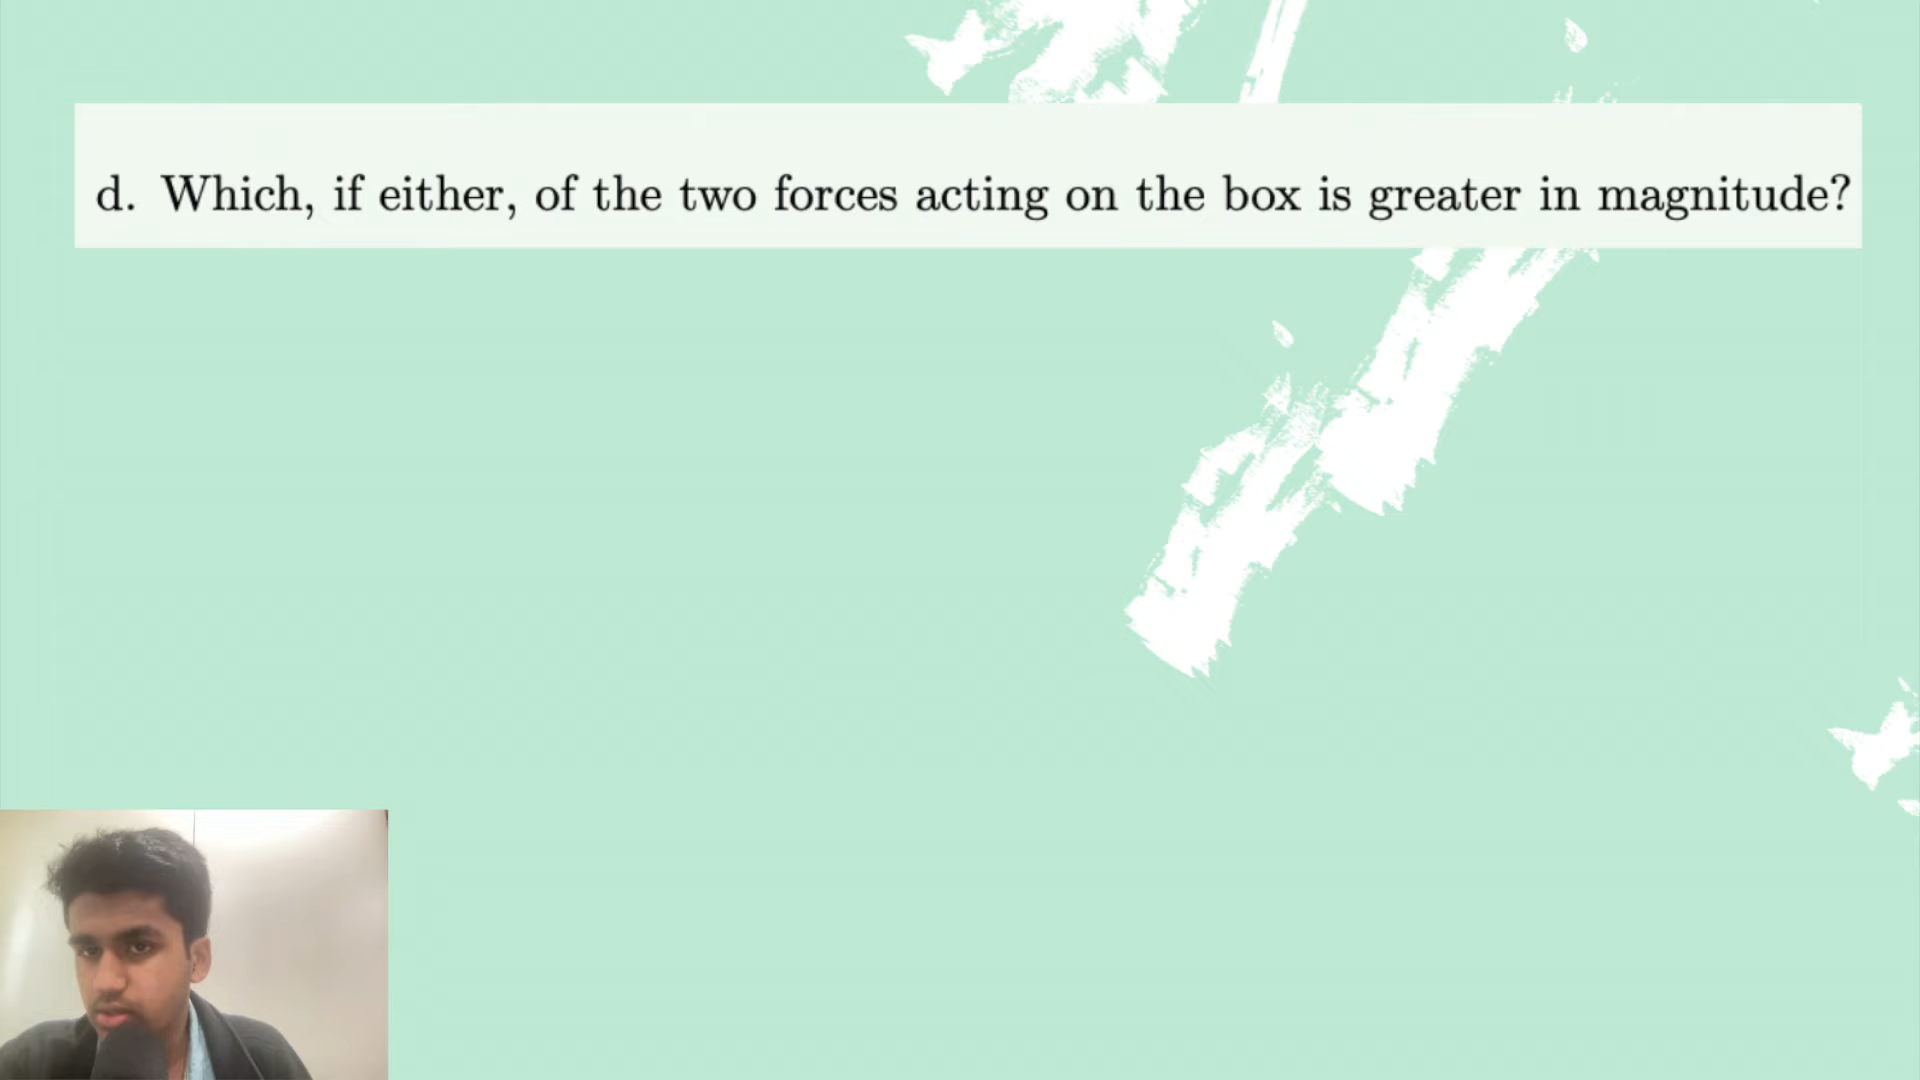 d. Which, if either, of the two forces acting on the box is greater in magnitude?